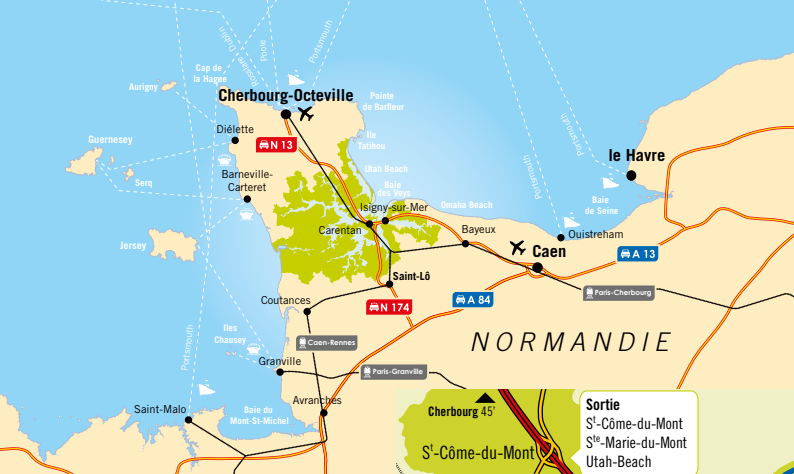 Rosslare Dublin
Poole
Portsmouth
Cap de
la Hague
Aurigny
Cherbourg-Octeville
Pointe
de Barfleur
Diélette
Ile
Tatihou
Guernesey
N 13
Portsmouth
Portsmouth
le Havre
Utah Beach
Barneville-
Carteret
Serq
Baie
des Veys
Isigny-sur-Mer
Omaha Beach
Baie
de Seine
Carentan
Bayeux
Ouistreham
Jersey
Caen
A 13
Saint-Lô
Paris-Cherbourg
Coutances
N 174
A 84
Iles
Chausey
Portsmouth
Caen-Rennes
NORMANDIE
Granville
Paris-Granville
Avranches
Saint-Malo
Baie du
Mont-St-Michel
Cherbourg 45'
Sᵗ-Côme-du-Mont
Sortie
Sᵗ-Côme-du-Mont
Sᵗᵉ-Marie-du-Mont
Utah-Beach